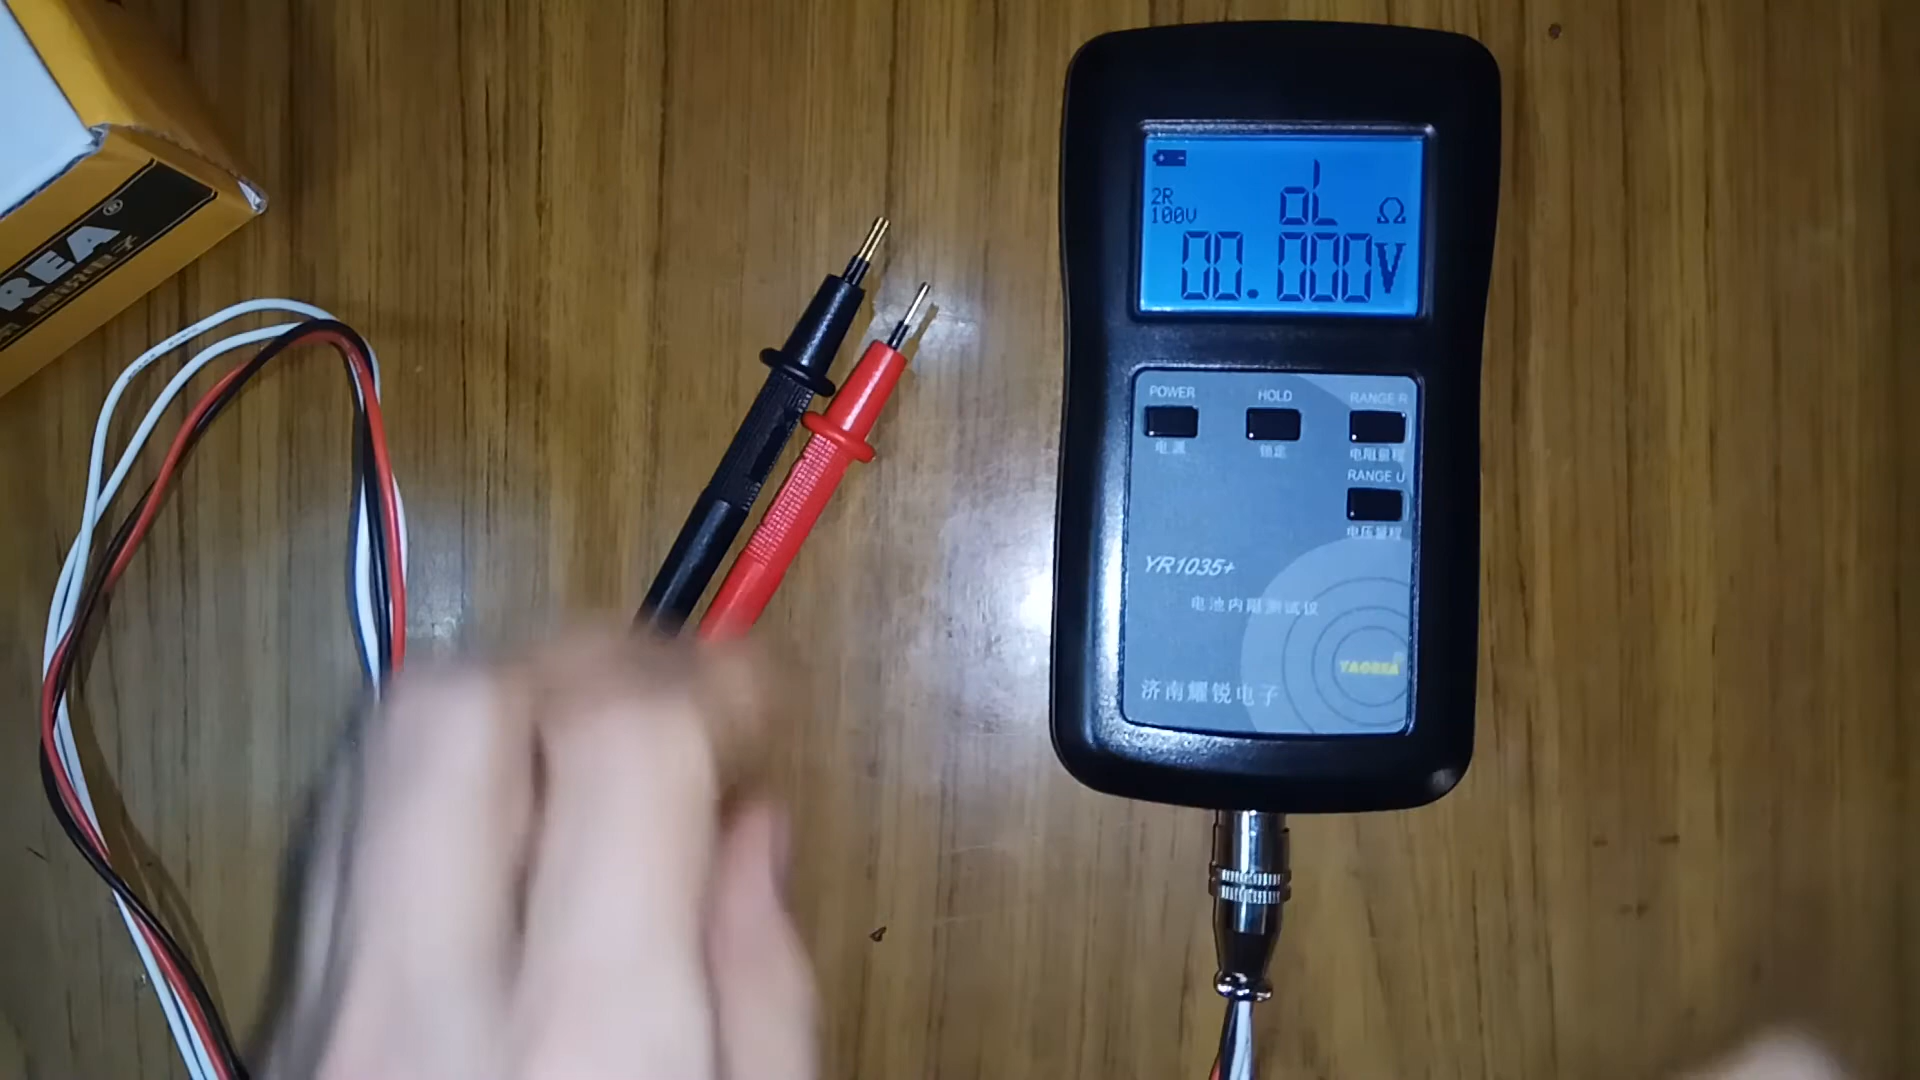 REA®
2R
100V
OL Ω
00.000V
POWER
HOLD
RANGE R
电源
锁定
电阻量程
RANGE U
电压量程
YR1035+
电池内阻测试仪
YAOREA
济南耀锐电子